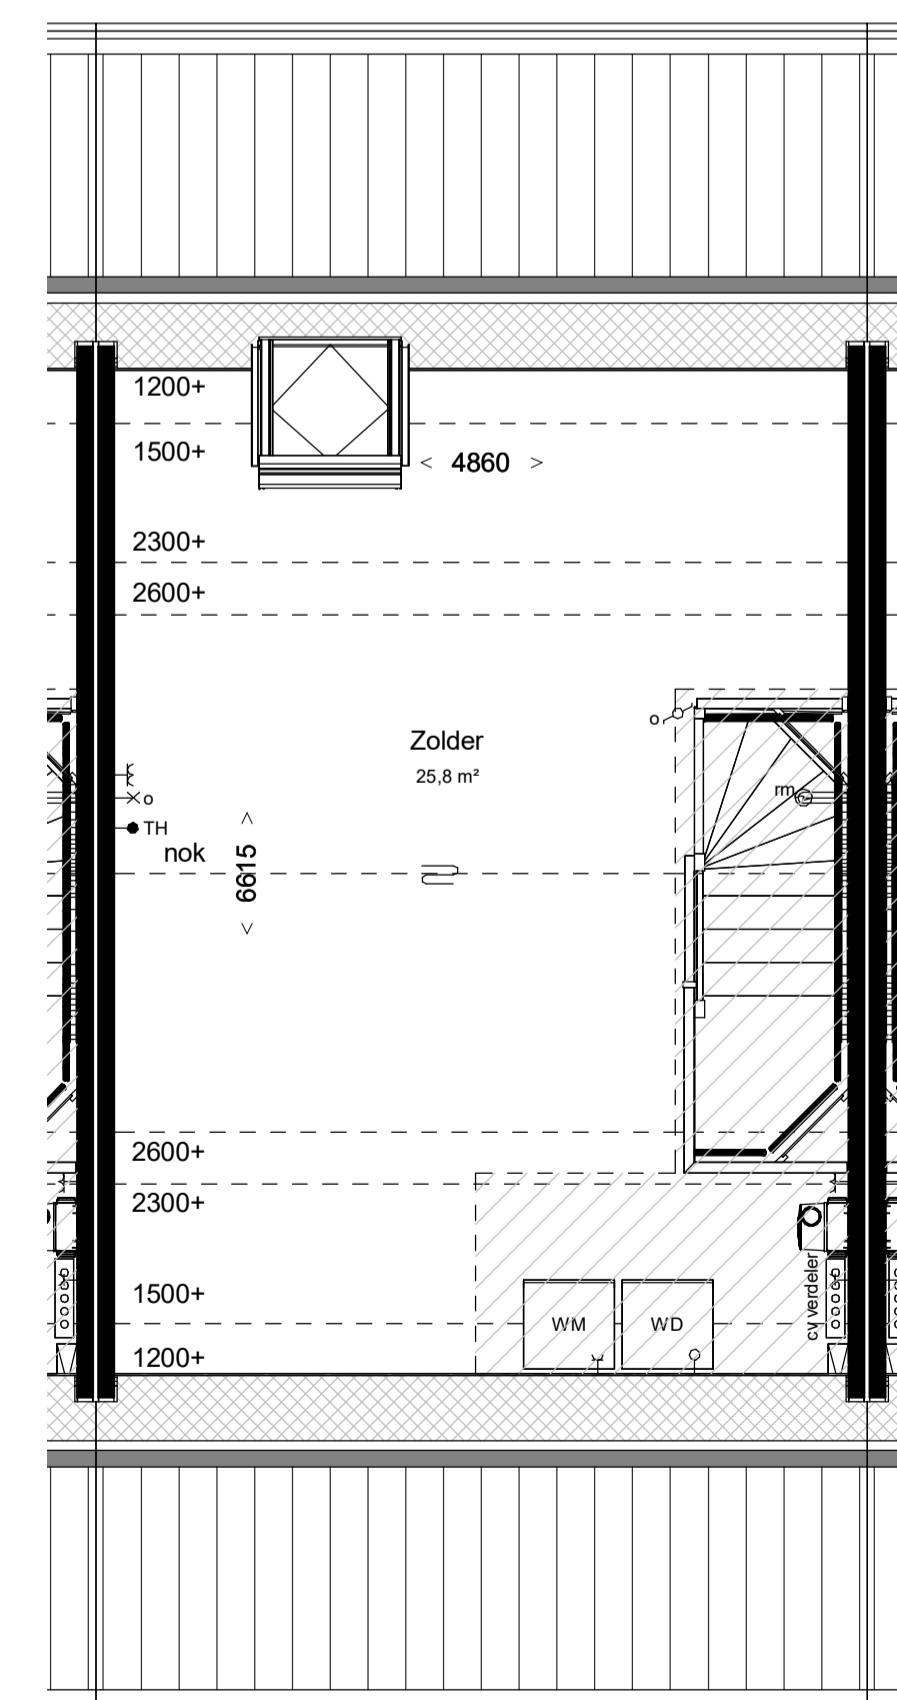 1200+
1500+
< 4860 >
2300+
2600+
o
Zolder
25,8 m²
rm
o
TH
nok
< 6615 >
2600+
2300+
1500+
cv verdeler
WM
WD
1200+